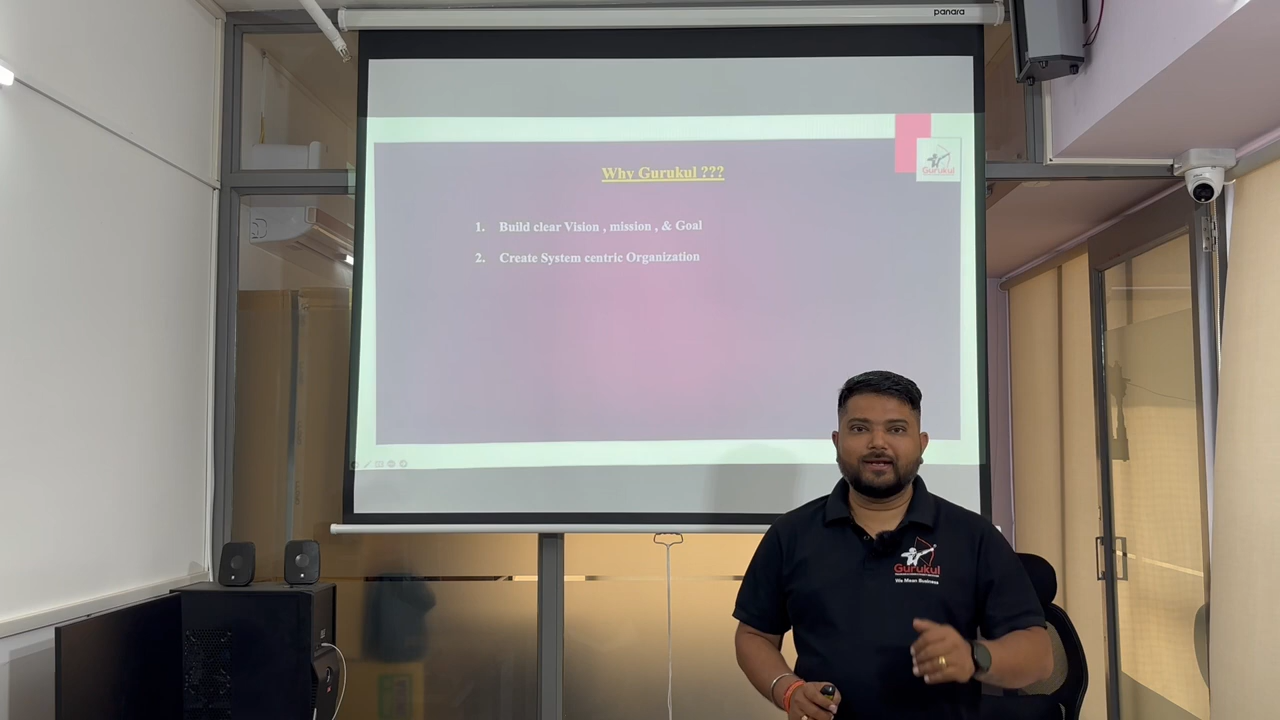 panara
Why Gurukul ???
Gurukul
1. Build clear Vision , mission , & Goal
2. Create System centric Organization
Gurukul
We Mean Business